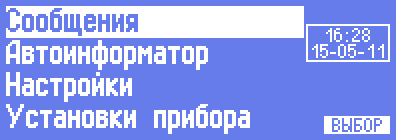 Сообщения
16:28
Автоинформатор
15-05-11
Настройки
Установки прибора
ВЫБОР